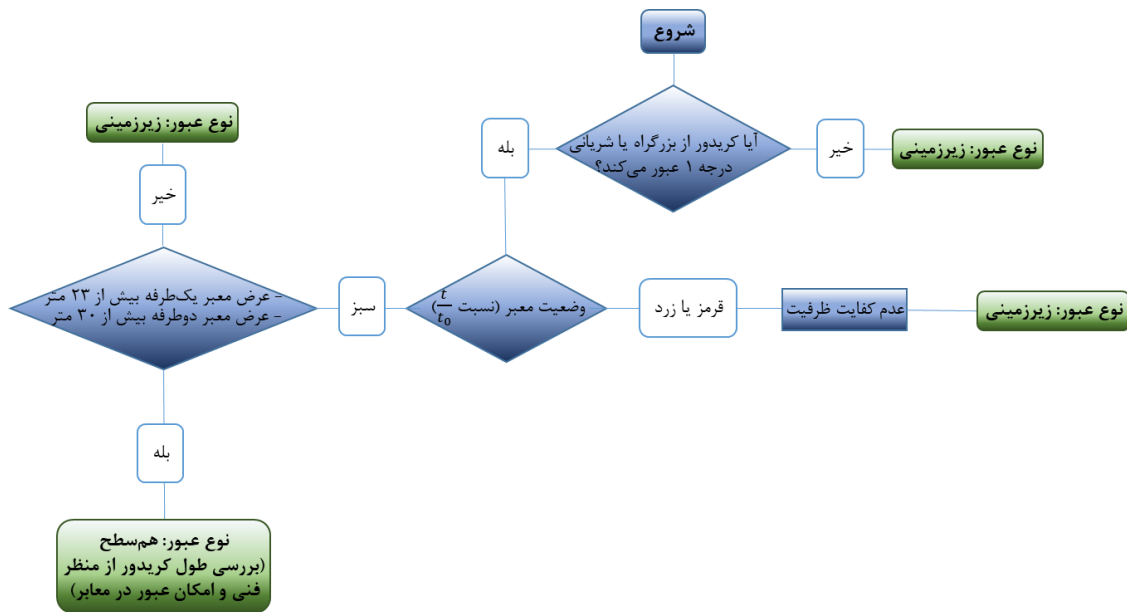 شروع
آیا کریدور از بزرگراه یا شریانی
درجه ۱ عبور می‌کند؟
خیر
نوع عبور: زیرزمینی
بله
وضعیت معبر (نسبت t/t₀)
قرمز یا زرد
عدم کفایت ظرفیت
نوع عبور: زیرزمینی
سبز
- عرض معبر یک‌طرفه بیش از ۲۳ متر
- عرض معبر دوطرفه بیش از ۳۰ متر
خیر
نوع عبور: زیرزمینی
بله
نوع عبور: هم‌سطح
(بررسی طول کریدور از منظر
فنی و امکان عبور در معابر)